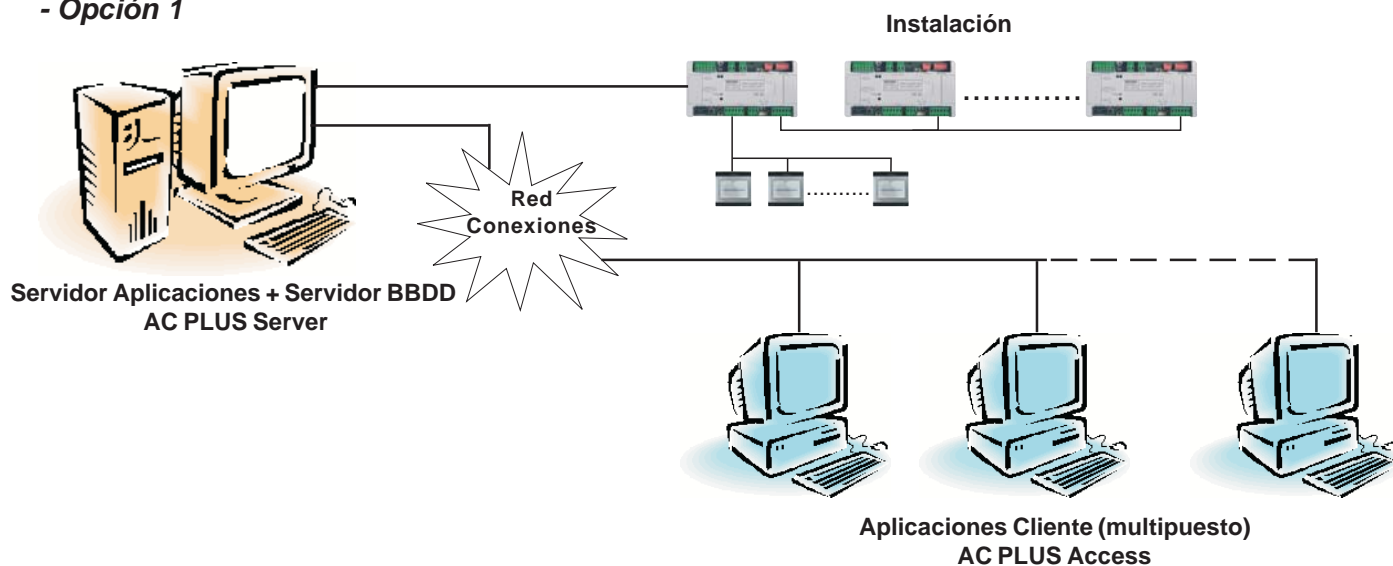 - Opción 1
Instalación
Red
Conexiones
Servidor Aplicaciones + Servidor BBDD
AC PLUS Server
Aplicaciones Cliente (multipuesto)
AC PLUS Access